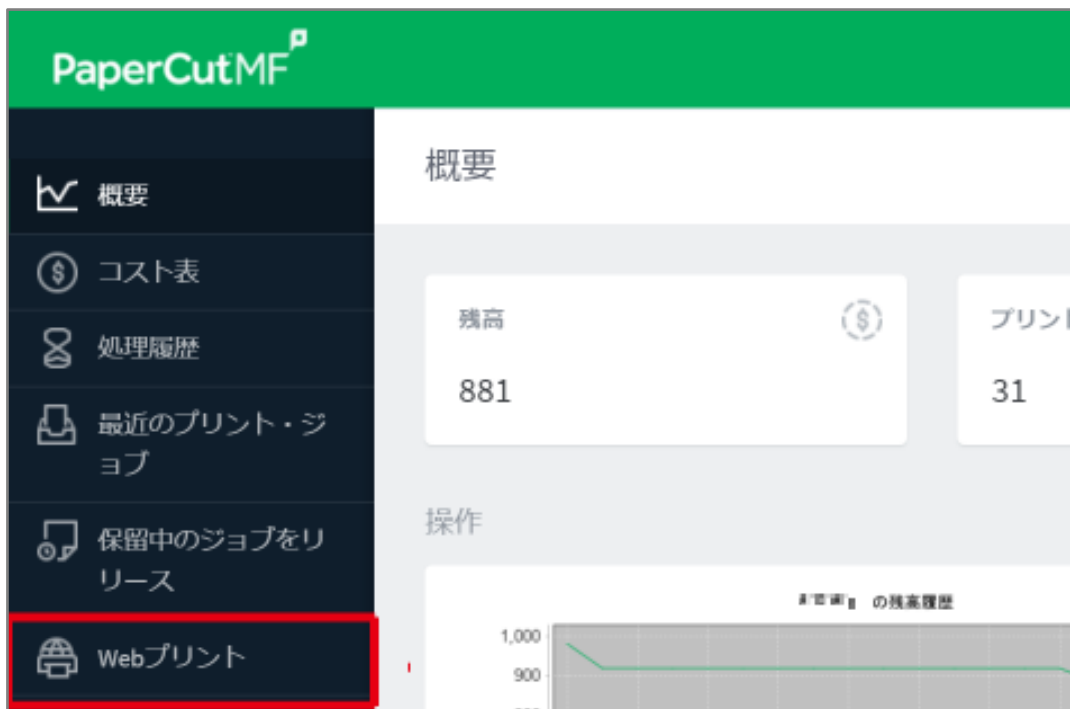 PaperCut MF
概要
コスト表
処理履歴
最近のプリント・ジ
ョブ
保留中のジョブをリ
リース
Webプリント
概要
残高
881
プリント
31
操作
の残高履歴
1,000
900